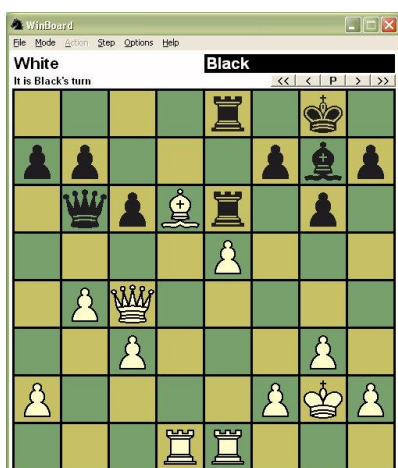 WinBoard
File Mode Action Step Options Help
White Black
It is Black's turn << < P > >>